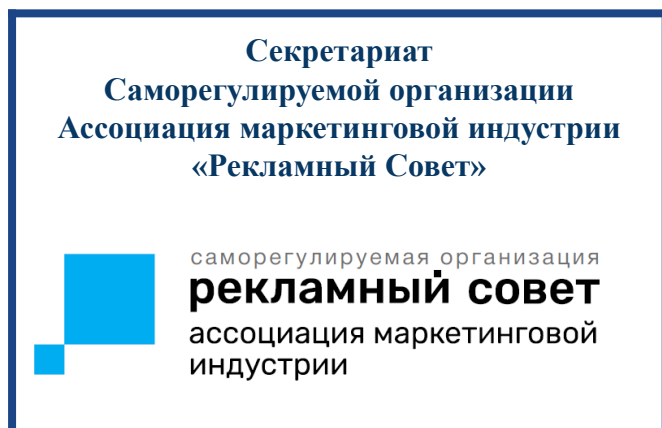 Секретариат
Саморегулируемой организации
Ассоциация маркетинговой индустрии
«Рекламный Совет»
саморегулируемая организация
рекламный совет
ассоциация маркетинговой
индустрии